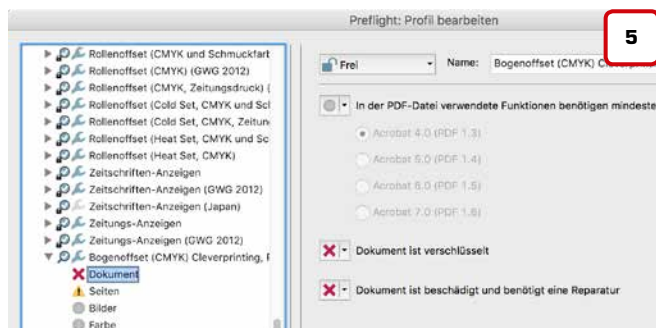 Preflight: Profil bearbeiten
5
Rollenoffset (CMYK und Schmuckfarb
Rollenoffset (CMYK) (GWG 2012)
Rollenoffset (CMYK, Zeitungsdruck) (
Rollenoffset (Cold Set, CMYK und Scl
Rollenoffset (Cold Set, CMYK, Zeitun
Rollenoffset (Heat Set, CMYK und Sc
Rollenoffset (Heat Set, CMYK)
Zeitschriften-Anzeigen
Zeitschriften-Anzeigen (GWG 2012)
Zeitschriften-Anzeigen (Japan)
Zeitungs-Anzeigen
Zeitungs-Anzeigen (GWG 2012)
Bogenoffset (CMYK) Cleverprinting, F
Dokument
Seiten
Bilder
Farbe
Frei
Name:
Bogenoffset (CMYK) Cleverprint
In der PDF-Datei verwendete Funktionen benötigen mindeste
Acrobat 4.0 (PDF 1.3)
Acrobat 5.0 (PDF 1.4)
Acrobat 6.0 (PDF 1.5)
Acrobat 7.0 (PDF 1.6)
Dokument ist verschlüsselt
Dokument ist beschädigt und benötigt eine Reparatur